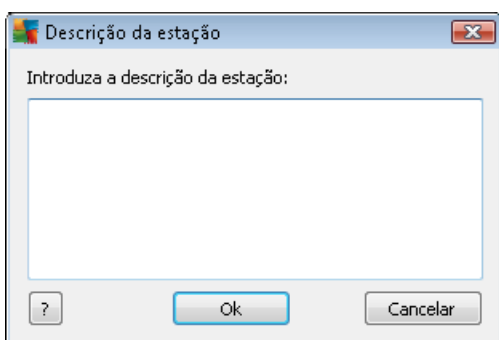 Descrição da estação
Introduza a descrição da estação:
? Ok Cancelar